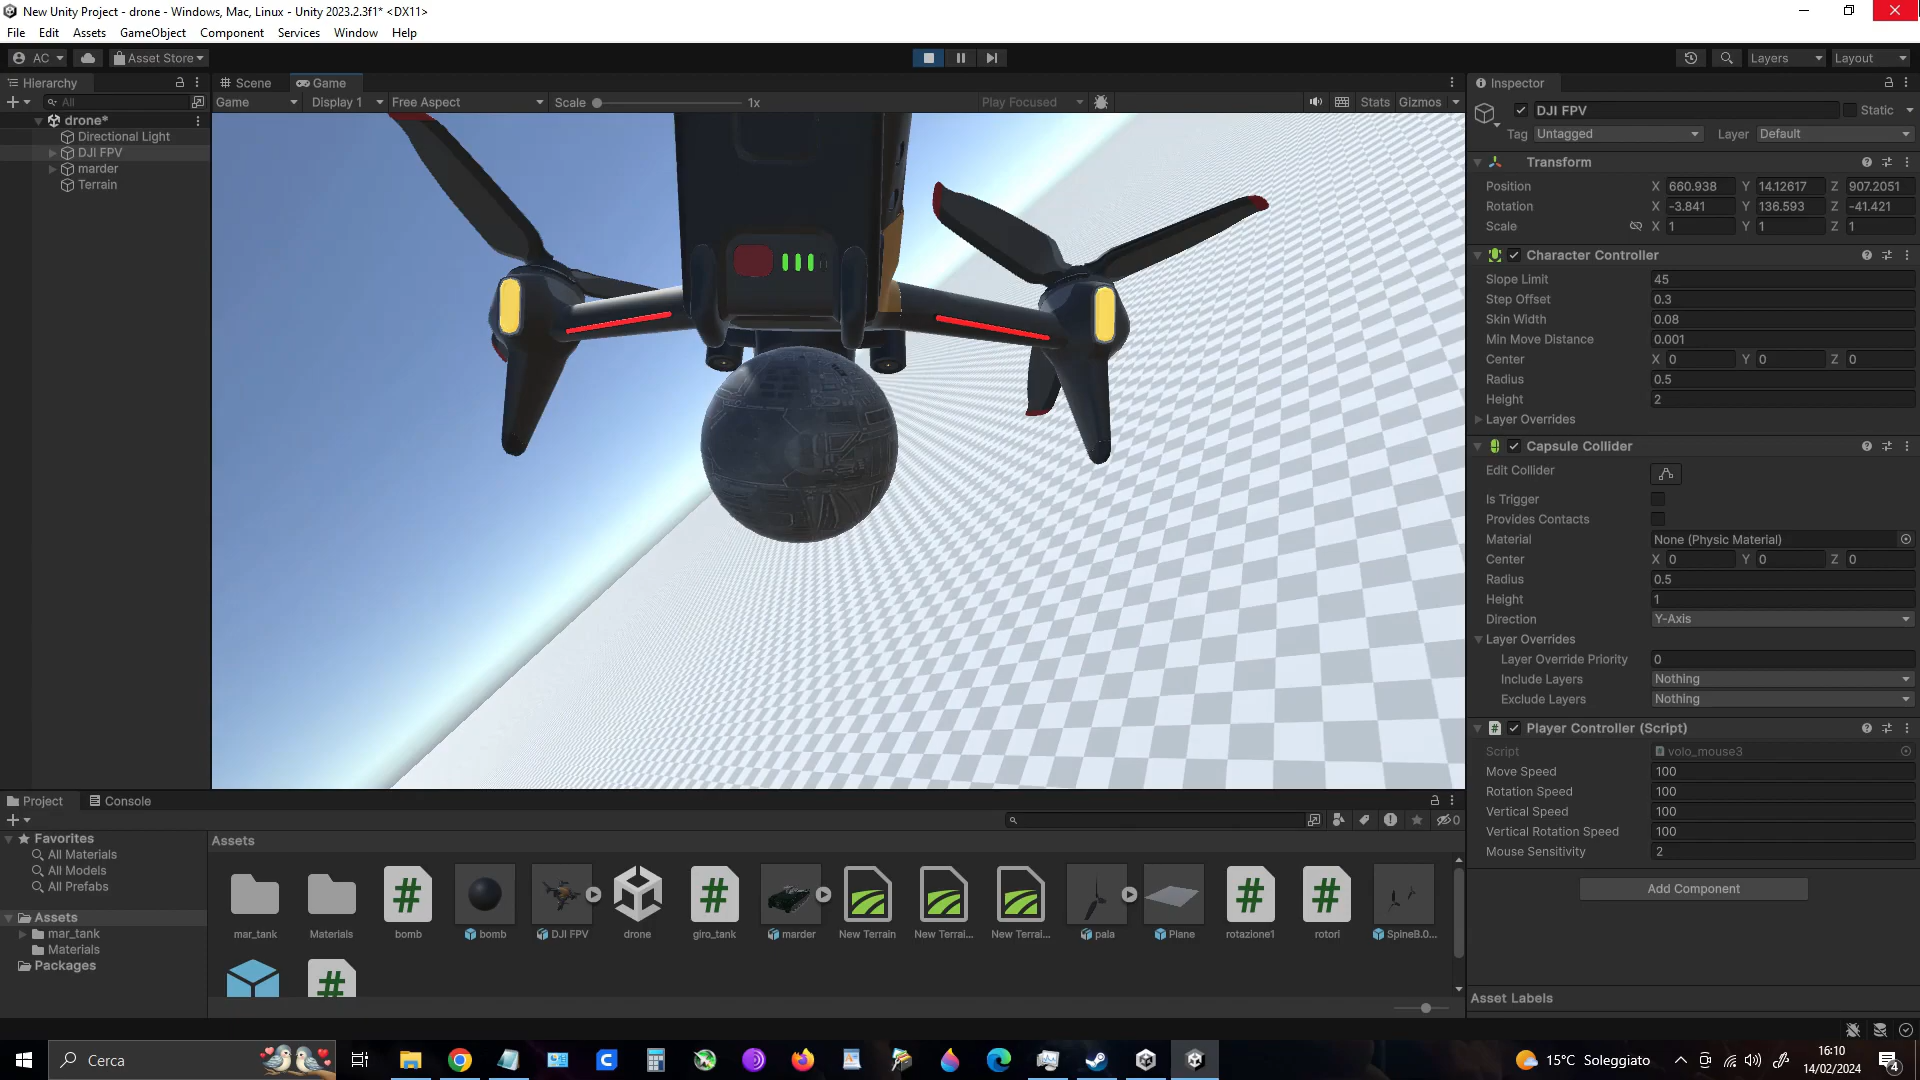 New Unity Project - drone - Windows, Mac, Linux - Unity 2023.2.3f1* <DX11>
File Edit Assets GameObject Component Services Window Help
AC Asset Store Layers Layout
Hierarchy Scene Game Inspector
All Game Display 1 Free Aspect Scale 1x Play Focused Stats Gizmos
DJI FPV Static
Tag Untagged Layer Default
drone*
Directional Light
DJI FPV
marder
Terrain
Transform
Position X 660.938 Y 14.12617 Z 907.2051
Rotation X -3.841 Y 136.593 Z -41.421
Scale X 1 Y 1 Z 1
Character Controller
Slope Limit 45
Step Offset 0.3
Skin Width 0.08
Min Move Distance 0.001
Center X 0 Y 0 Z 0
Radius 0.5
Height 2
Layer Overrides
Capsule Collider
Edit Collider
Is Trigger
Provides Contacts
Material None (Physic Material)
Center X 0 Y 0 Z 0
Radius 0.5
Height 1
Direction Y-Axis
Layer Overrides
Layer Override Priority 0
Include Layers Nothing
Exclude Layers Nothing
Player Controller (Script)
Script volo_mouse3
Move Speed 100
Rotation Speed 100
Vertical Speed 100
Vertical Rotation Speed 100
Mouse Sensitivity 2
Add Component
Asset Labels
Project Console
0
Favorites
All Materials
All Models
All Prefabs
Assets
mar_tank
Materials
Packages
Assets
mar_tank Materials bomb bomb DJI FPV drone giro_tank marder New Terrain New Terrai... New Terrai... pala Plane rotazione1 rotori SpineB.0...
Cerca
15°C Soleggiato
16:10
14/02/2024
4